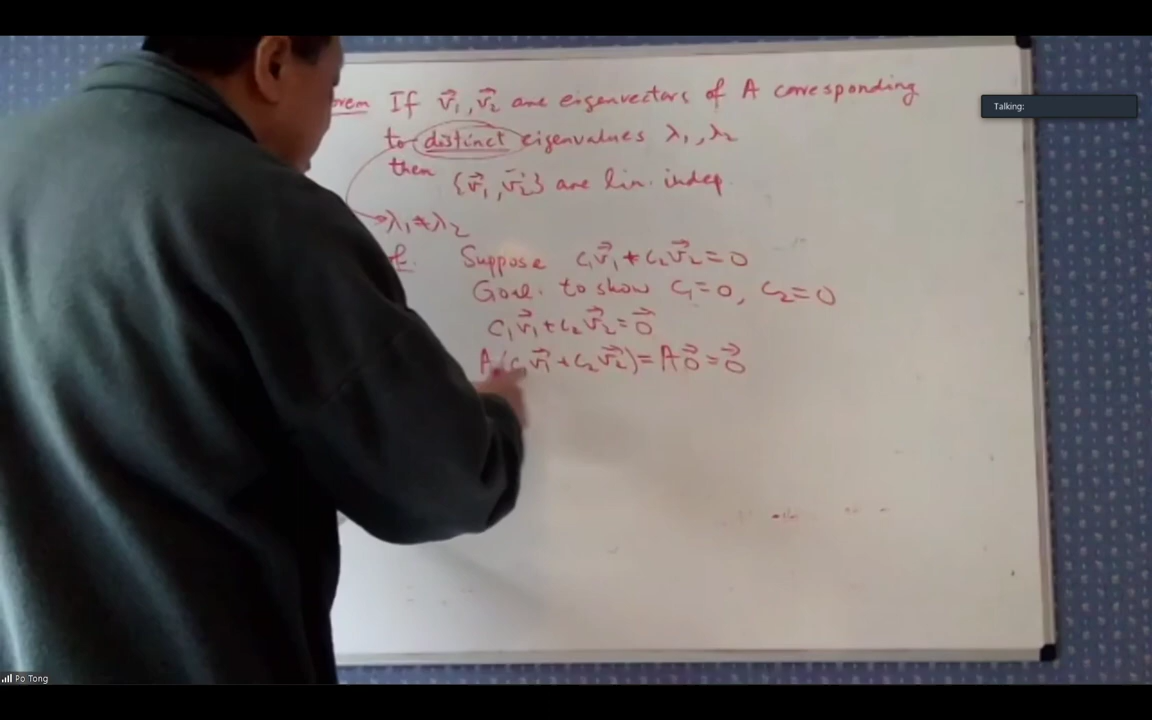 If v⃗₁, v⃗₂ are eigenvectors of A corresponding
to distinct eigenvalues λ₁, λ₂
then {v⃗₁, v⃗₂} are lin. indep.
λ₁ ≠ λ₂
Suppose c₁v⃗₁ + c₂v⃗₂ = 0
Goal. to show c₁ = 0, c₂ = 0
c₁v⃗₁ + c₂v⃗₂ = 0⃗
A(c₁v⃗₁ + c₂v⃗₂) = A0⃗ = 0⃗
Talking:
Po Tong